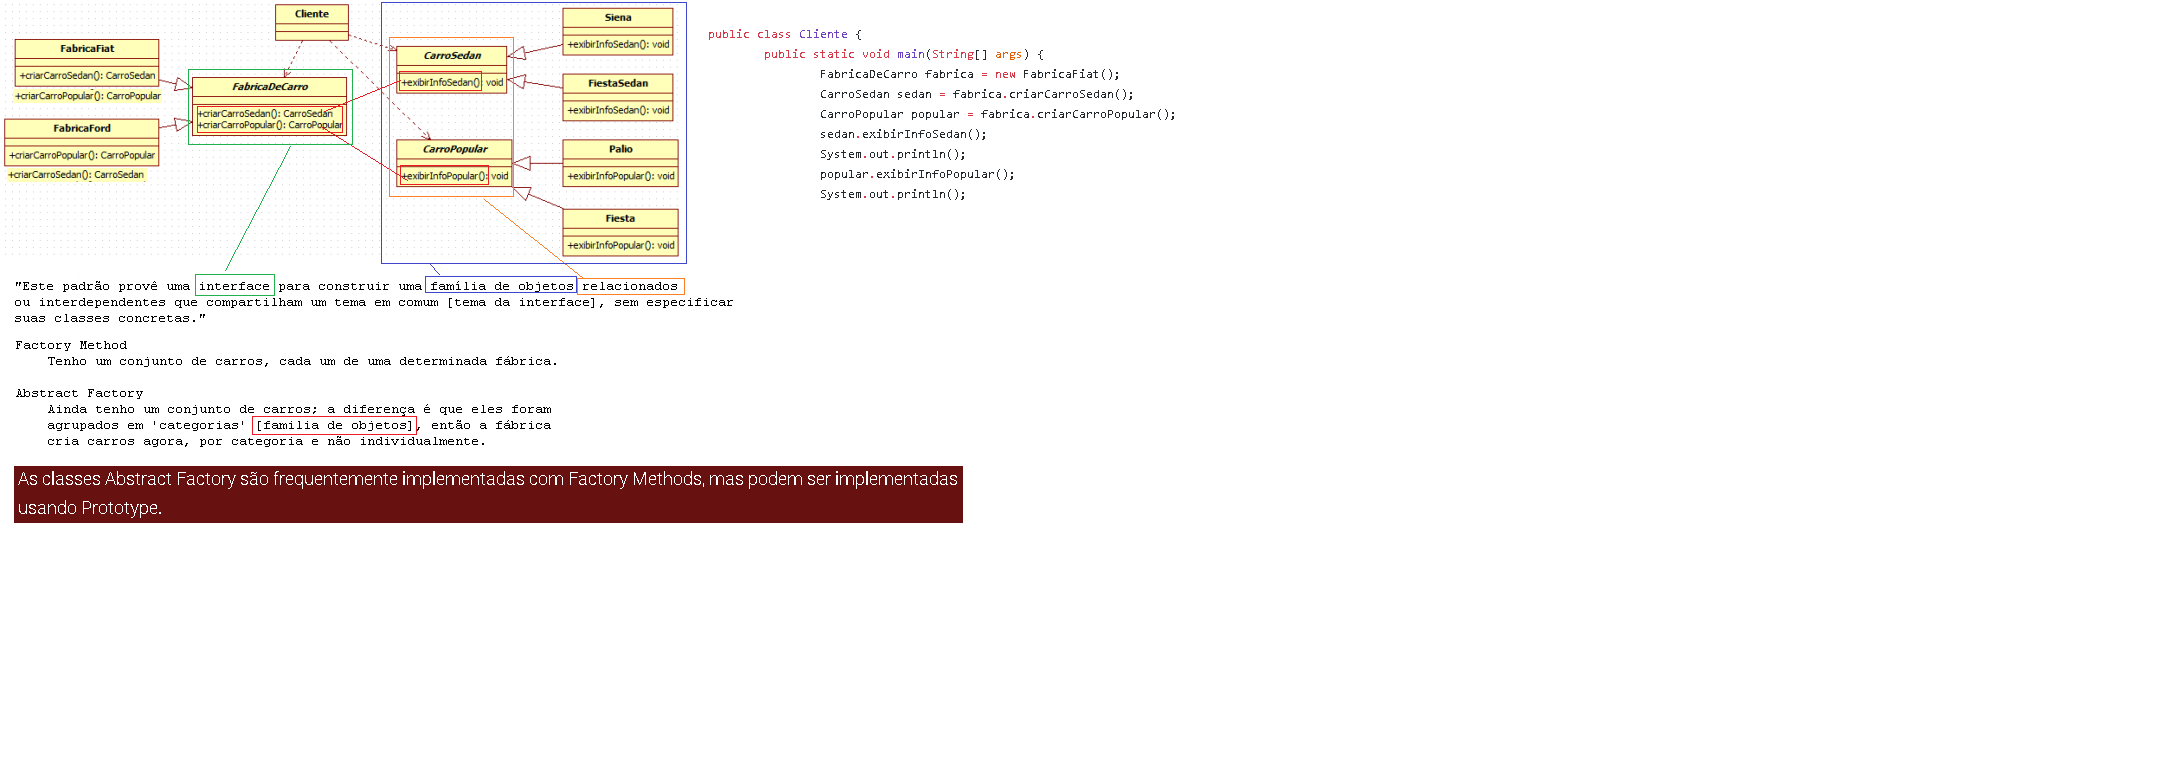 Cliente
FabricaFiat
+criarCarroSedan(): CarroSedan
+criarCarroPopular(): CarroPopular
FabricaFord
+criarCarroPopular(): CarroPopular
+criarCarroSedan(): CarroSedan
FabricaDeCarro
+criarCarroSedan(): CarroSedan
+criarCarroPopular(): CarroPopular
CarroSedan
+exibirInfoSedan(): void
CarroPopular
+exibirInfoPopular(): void
Siena
+exibirInfoSedan(): void
FiestaSedan
+exibirInfoSedan(): void
Palio
+exibirInfoPopular(): void
Fiesta
+exibirInfoPopular(): void
public class Cliente {
public static void main(String[] args) {
FabricaDeCarro fabrica = new FabricaFiat();
CarroSedan sedan = fabrica.criarCarroSedan();
CarroPopular popular = fabrica.criarCarroPopular();
sedan.exibirInfoSedan();
System.out.println();
popular.exibirInfoPopular();
System.out.println();
"Este padrão provê uma interface para construir uma família de objetos relacionados
ou interdependentes que compartilham um tema em comum [tema da interface], sem especificar
suas classes concretas."
Factory Method
Tenho um conjunto de carros, cada um de uma determinada fábrica.
Abstract Factory
Ainda tenho um conjunto de carros; a diferença é que eles foram
agrupados em 'categorias' [familia de objetos], então a fábrica
cria carros agora, por categoria e não individualmente.
As classes Abstract Factory são frequentemente implementadas com Factory Methods, mas podem ser implementadas
usando Prototype.